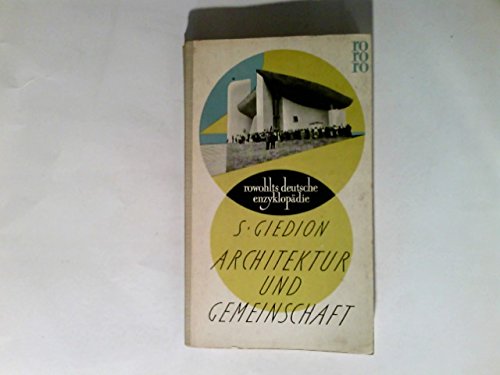 ro
ro
ro
rowohlts deutsche
enzyklopädie
S · GIEDION
ARCHITEKTUR
UND
GEMEINSCHAFT